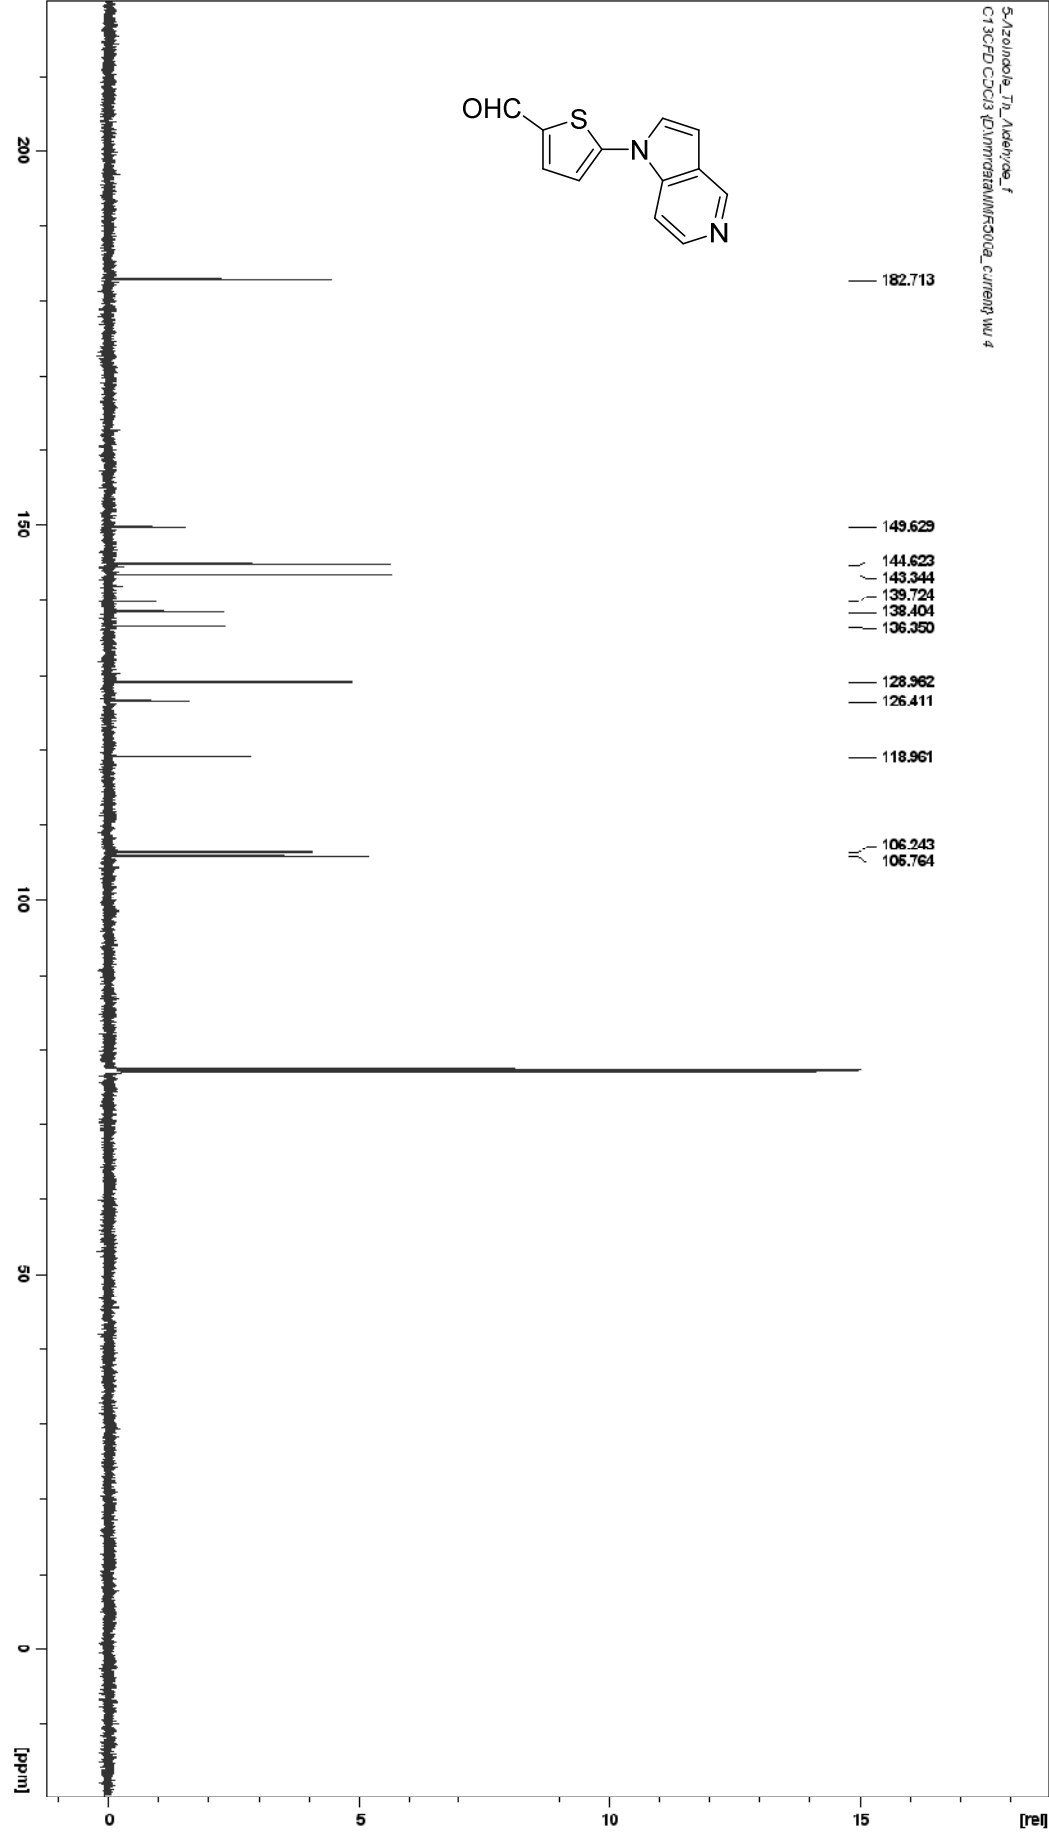 5-Azoindole_Th_Aldehyde_f
C13CPD CDCl3 {D:\nmrdata\NMR500a_current} wu 4
OHC
S
N
N
200
182.713
150
149.629
144.623
143.344
139.724
138.404
136.350
128.962
126.411
118.961
106.243
105.764
100
50
0
[ppm]
0 5 10 15 [rel]